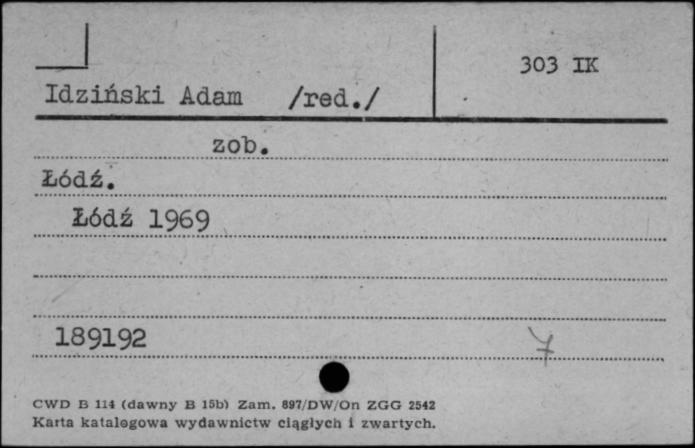 303 IK
Idziński Adam /red./
zob.
Łódź.
Łódź 1969
189192
7
CWD B 114 (dawny B 15b) Zam. 897/DW/On ZGG 2542
Karta katalogowa wydawnictw ciągłych i zwartych.